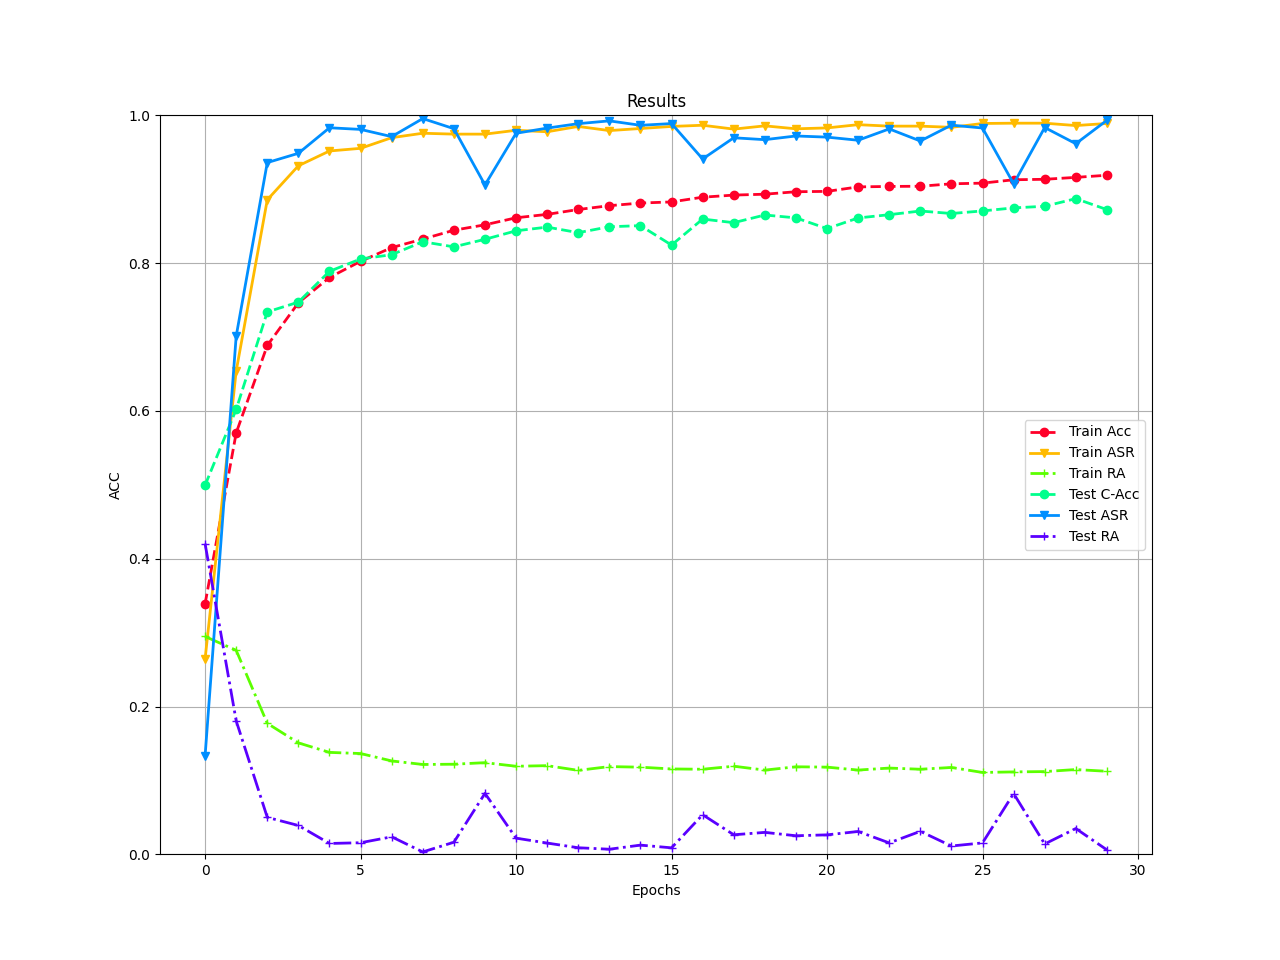 Results
1.0
0.8
0.6
0.4
0.2
0.0
ACC
Train Acc
Train ASR
Train RA
Test C-Acc
Test ASR
Test RA
0 5 10 15 20 25 30
Epochs